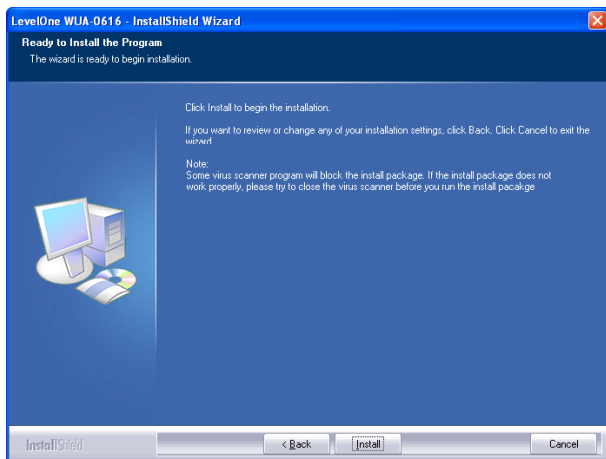 LevelOne WUA-0616 - InstallShield Wizard
Ready to Install the Program
The wizard is ready to begin installation.
Click Install to begin the installation.
If you want to review or change any of your installation settings, click Back. Click Cancel to exit the
wizard
Note:
Some virus scanner program will block the install package. If the install package does not
work properly, please try to close the virus scanner before you run the install pacakge
InstallShield
< Back
Install
Cancel